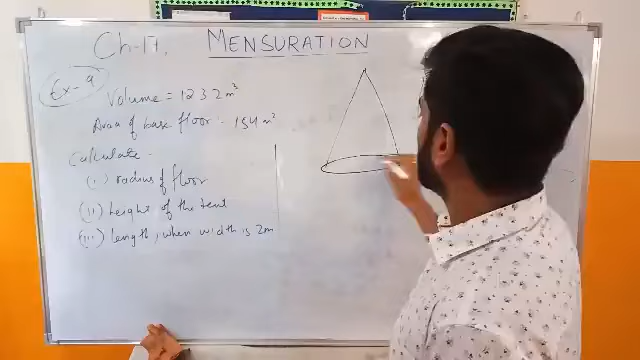 Ch-17. MENSURATION
Ex-9
Volume = 1232 m³
Area of base floor - 154 m²
Calculate -
(i) radius of floor
(ii) height of the tent
(iii) length, when width is 2m